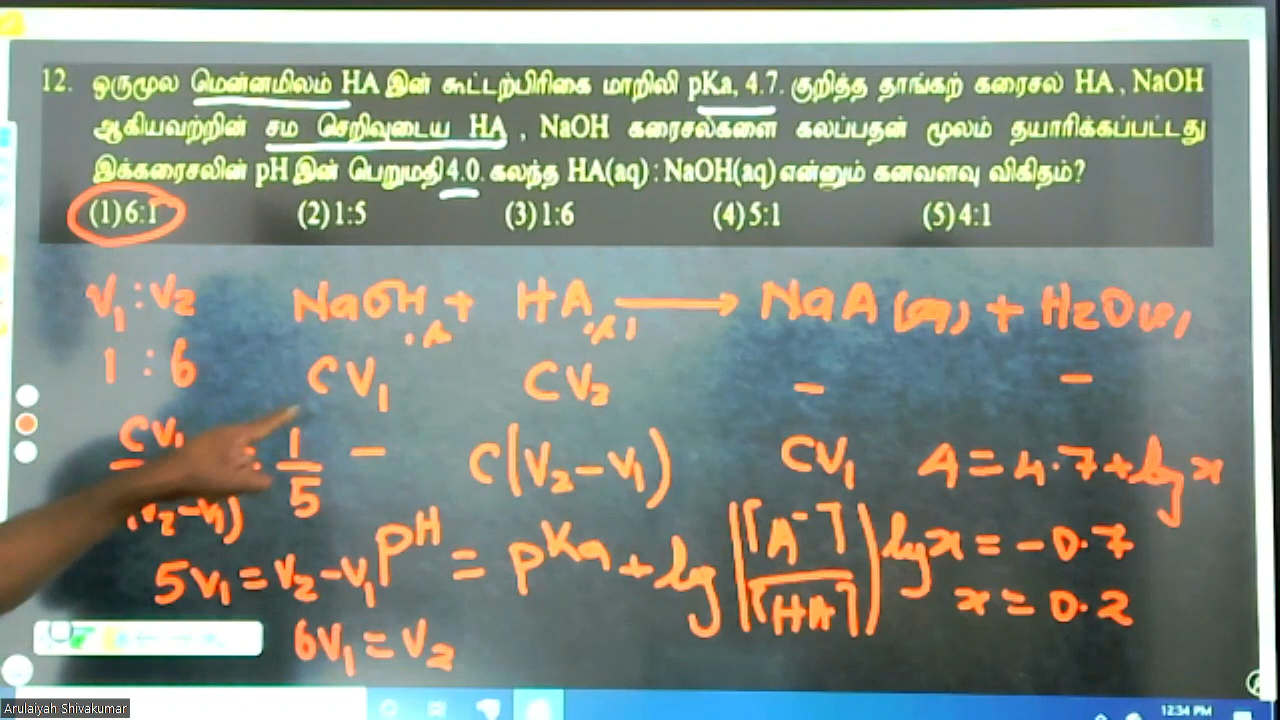 12. ஒருமூல மென்னமிலம் HA இன் கூட்டற்பிரிகை மாறிலி pKa, 4.7. குறித்த தாங்கற் கரைசல் HA , NaOH
ஆகியவற்றின் சம செறிவுடைய HA , NaOH கரைசல்களை கலப்பதன் மூலம் தயாரிக்கப்பட்டது
இக்கரைசலின் pH இன் பெறுமதி 4.0. கலந்த HA(aq) : NaOH(aq) என்னும் கனவளவு விகிதம்?
(1) 6:1 (2) 1:5 (3) 1:6 (4) 5:1 (5) 4:1
V₁ : V₂ NaOH + HA → NaA (aq) + H2O(l)
1 : 6 CV₁ CV₂ – –
CV₁ 1/5 – C(V₂–V₁) CV₁ 4 = 4.7 + log x
V₂–V₁) pH = pKa + log ([A⁻]/[HA]) log x = –0.7
5V₁ = V₂–V₁ x = 0.2
6V₁ = V₂
Arulaiyah Shivakumar
12:34 PM